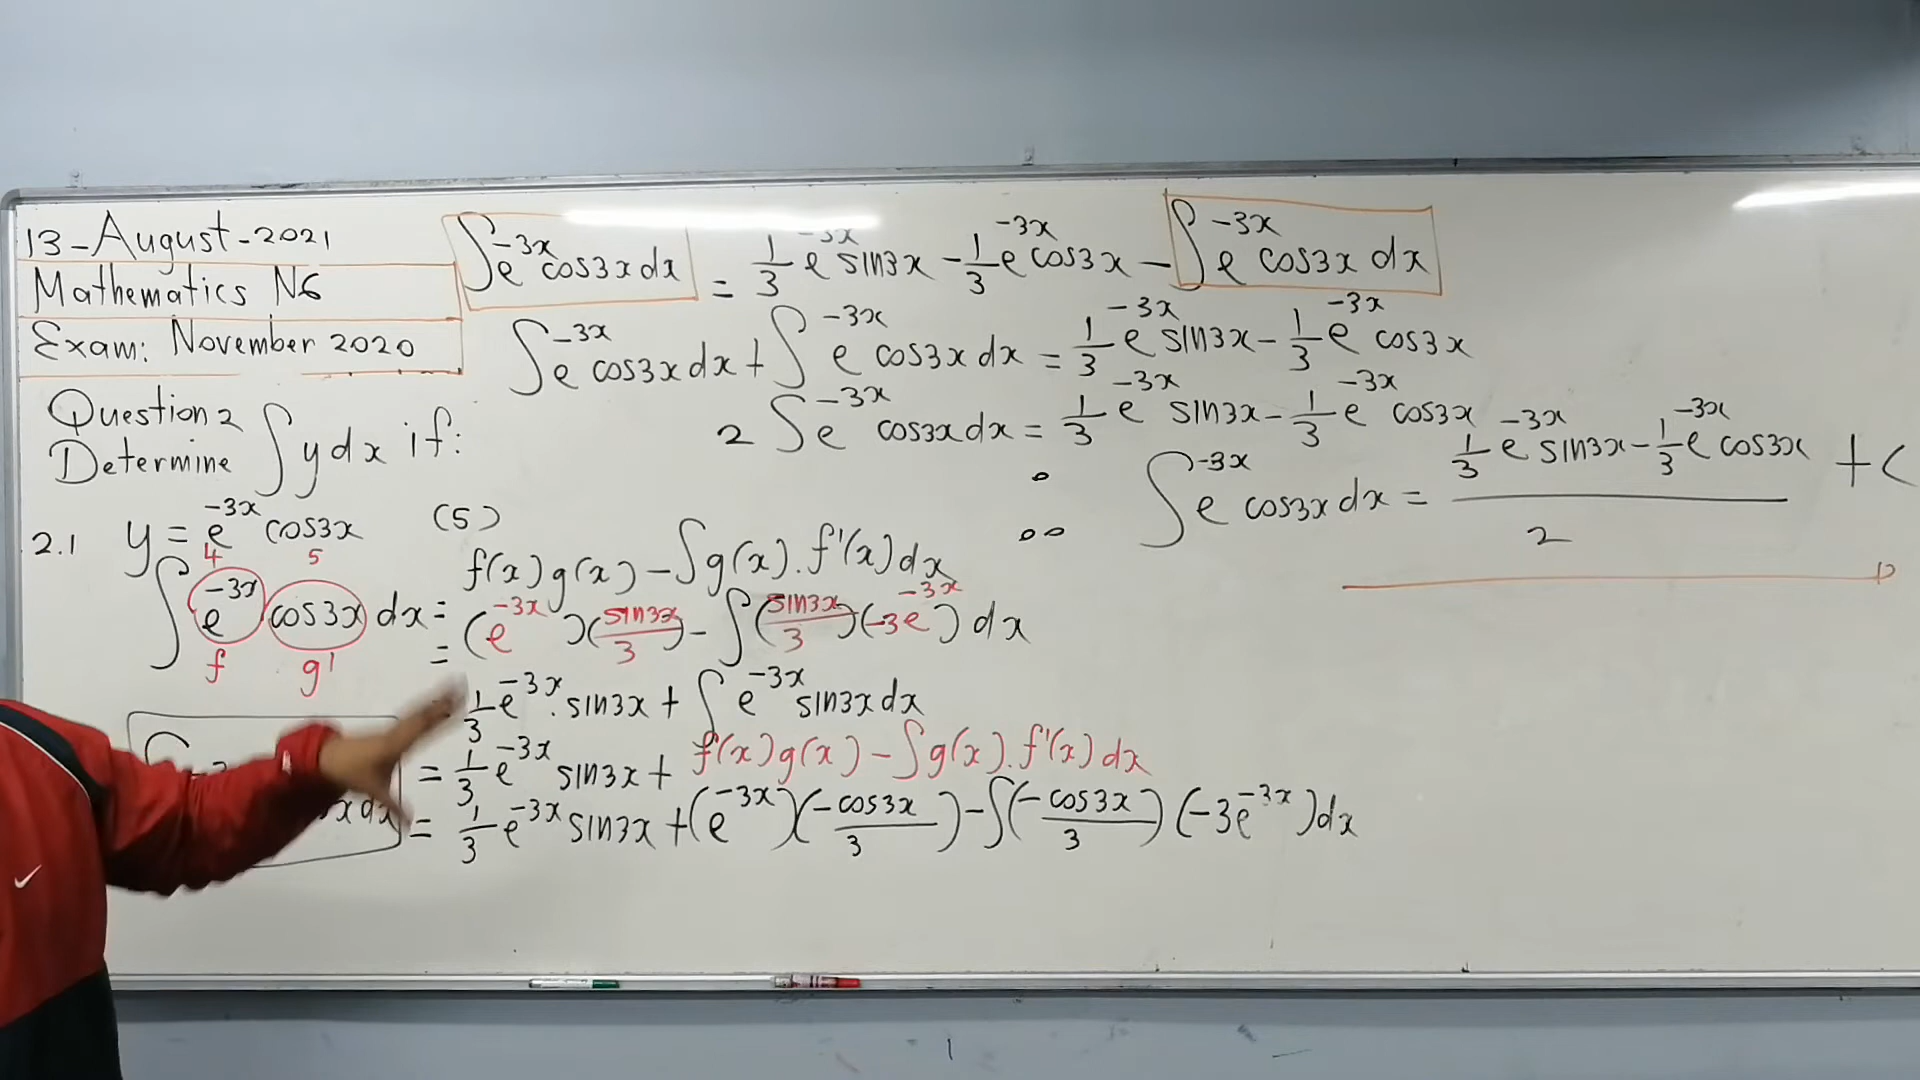 13-August-2021
Mathematics N6
Exam: November 2020
Question 2
Determine ∫ y dx if:
2.1 y = e^{-3x} cos3x (5)
4 5
f(x)g(x) - ∫g(x).f'(x)dx
∫ e^{-3x} cos3x dx = = (e^{-3x})(sin3x/3) - ∫(sin3x/3)(-3e^{-3x}) dx
f g'
1/3 e^{-3x} . sin3x + ∫ e^{-3x} sin3x dx
= 1/3 e^{-3x} sin3x + f(x)g(x) - ∫g(x).f'(x)dx
= 1/3 e^{-3x} sin3x + (e^{-3x})(-cos3x/3) - ∫(-cos3x/3)(-3e^{-3x})dx
∫ e^{-3x} cos3x dx = 1/3 e^{-3x} sin3x - 1/3 e^{-3x} cos3x - ∫ e^{-3x} cos3x dx
∫ e^{-3x} cos3x dx + ∫ e^{-3x} cos3x dx = 1/3 e^{-3x} sin3x - 1/3 e^{-3x} cos3x
2 ∫ e^{-3x} cos3x dx = 1/3 e^{-3x} sin3x - 1/3 e^{-3x} cos3x
∴ ∫ e^{-3x} cos3x dx = (1/3 e^{-3x} sin3x - 1/3 e^{-3x} cos3x)/2 + c